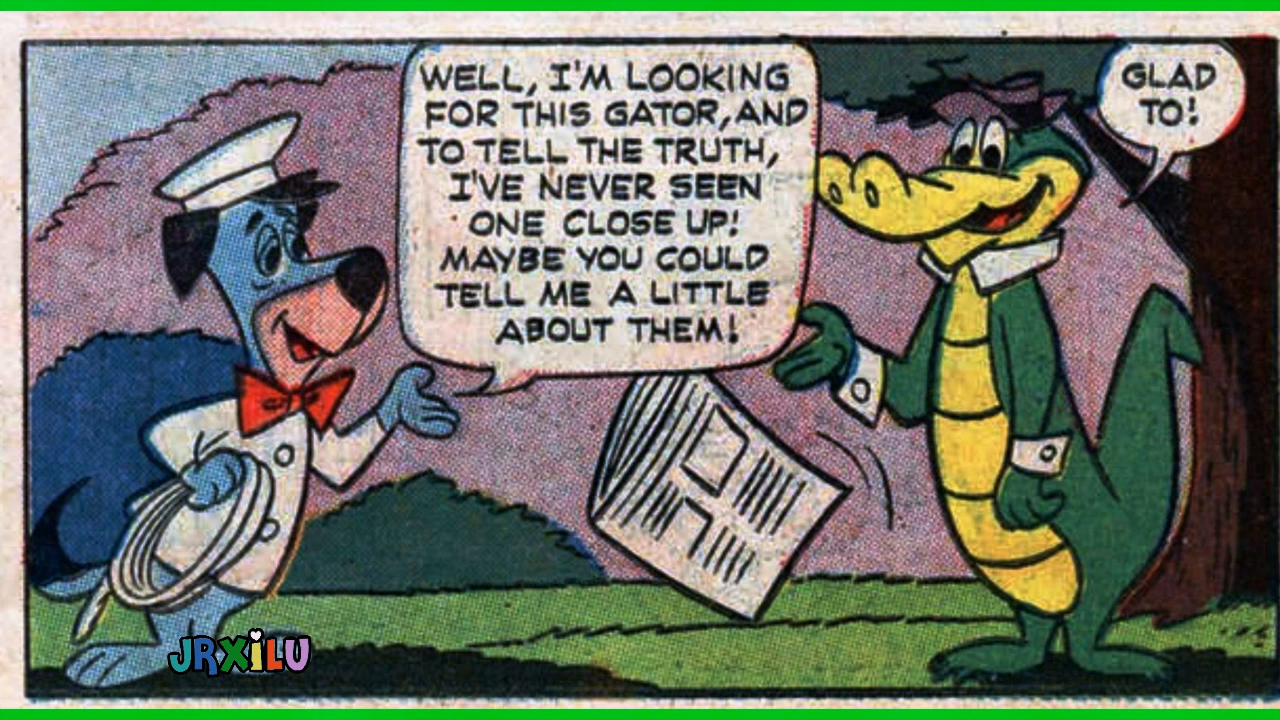 WELL, I'M LOOKING
FOR THIS GATOR, AND
TO TELL THE TRUTH,
I'VE NEVER SEEN
ONE CLOSE UP!
MAYBE YOU COULD
TELL ME A LITTLE
ABOUT THEM!
GLAD
TO!
JRXiLU